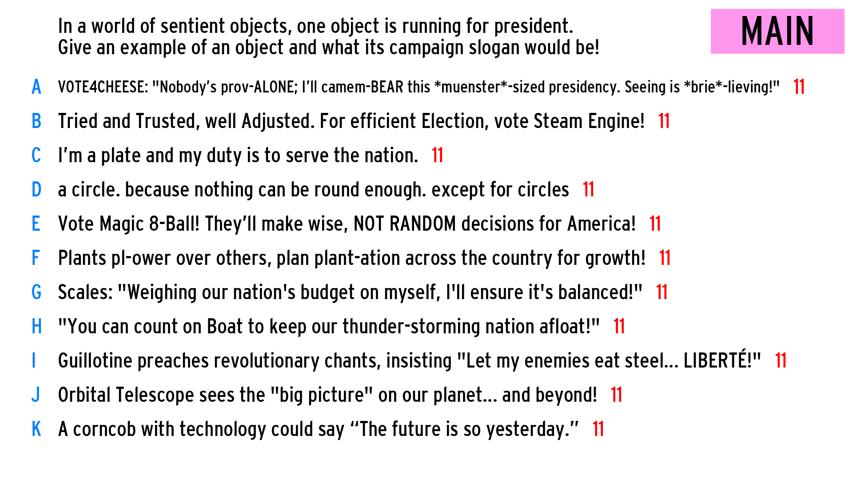 In a world of sentient objects, one object is running for president.
Give an example of an object and what its campaign slogan would be!
MAIN
A VOTE4CHEESE: "Nobody's prov-ALONE; I'll camem-BEAR this *muenster*-sized presidency. Seeing is *brie*-lieving!" 11
B Tried and Trusted, well Adjusted. For efficient Election, vote Steam Engine! 11
C I'm a plate and my duty is to serve the nation. 11
D a circle. because nothing can be round enough. except for circles 11
E Vote Magic 8-Ball! They'll make wise, NOT RANDOM decisions for America! 11
F Plants pl-ower over others, plan plant-ation across the country for growth! 11
G Scales: "Weighing our nation's budget on myself, I'll ensure it's balanced!" 11
H "You can count on Boat to keep our thunder-storming nation afloat!" 11
I Guillotine preaches revolutionary chants, insisting "Let my enemies eat steel... LIBERTÉ!" 11
J Orbital Telescope sees the "big picture" on our planet... and beyond! 11
K A corncob with technology could say “The future is so yesterday.” 11